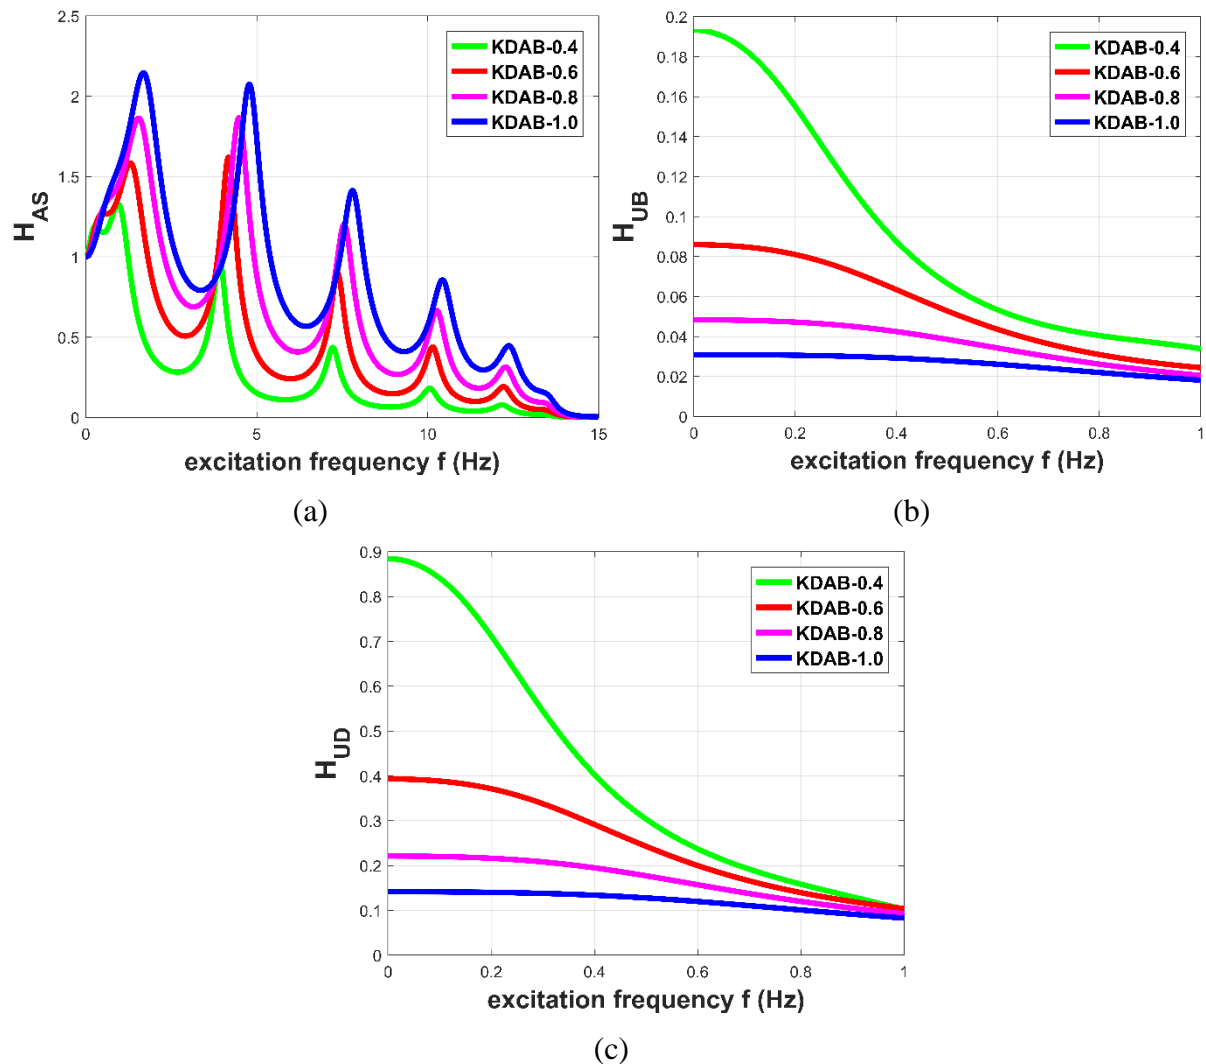 2.5
2
1.5
1
0.5
0
H_AS
0 5 10 15
excitation frequency f (Hz)
KDAB-0.4
KDAB-0.6
KDAB-0.8
KDAB-1.0
(a)
0.2
0.18
0.16
0.14
0.12
0.1
0.08
0.06
0.04
0.02
0
H_UB
0 0.2 0.4 0.6 0.8 1
excitation frequency f (Hz)
KDAB-0.4
KDAB-0.6
KDAB-0.8
KDAB-1.0
(b)
0.9
0.8
0.7
0.6
0.5
0.4
0.3
0.2
0.1
0
H_UD
0 0.2 0.4 0.6 0.8 1
excitation frequency f (Hz)
KDAB-0.4
KDAB-0.6
KDAB-0.8
KDAB-1.0
(c)